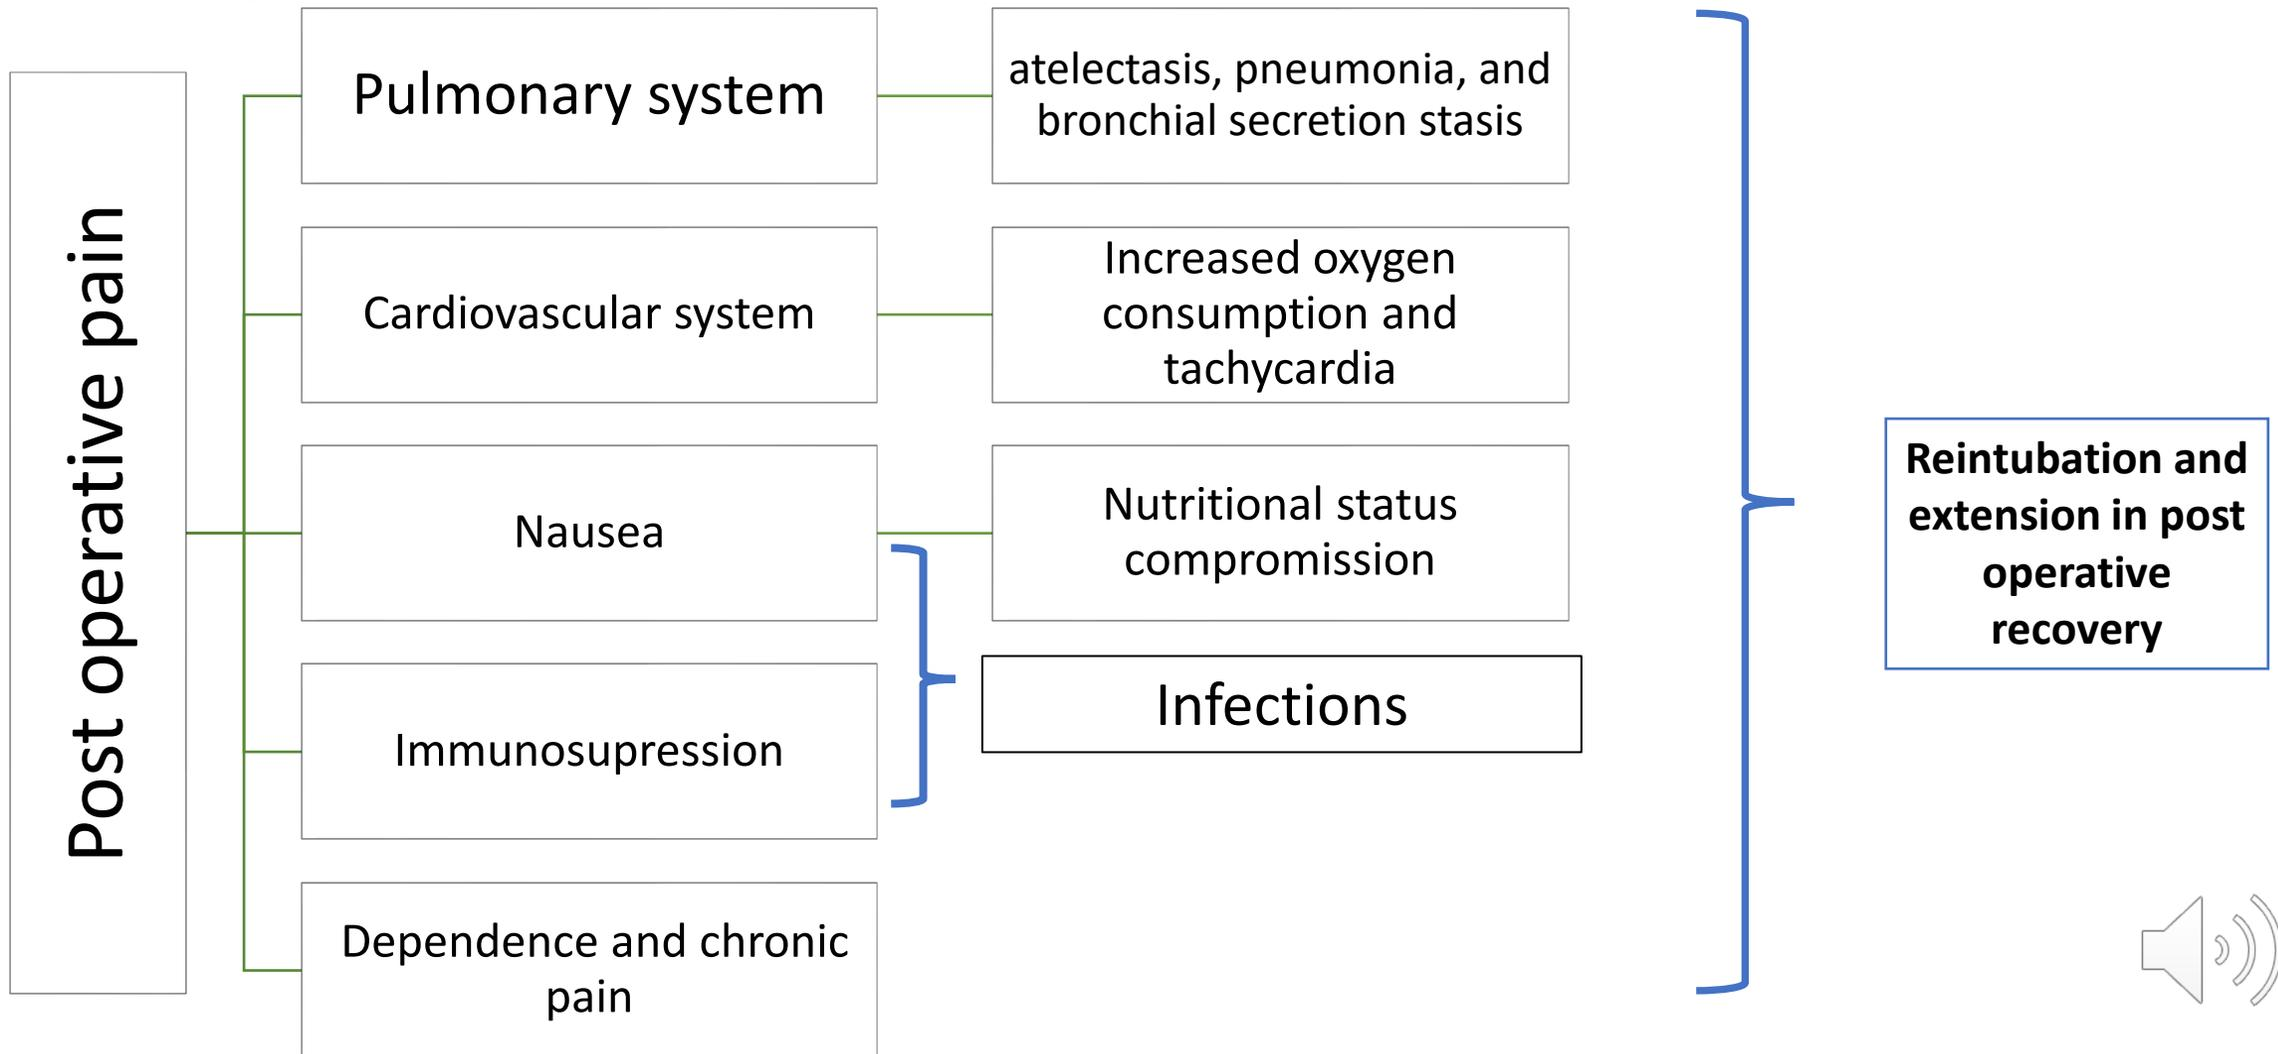 Post operative pain
Pulmonary system
atelectasis, pneumonia, and
bronchial secretion stasis
Cardiovascular system
Increased oxygen
consumption and
tachycardia
Nausea
Nutritional status
compromission
Immunosupression
Infections
Dependence and chronic
pain
Reintubation and
extension in post
operative
recovery